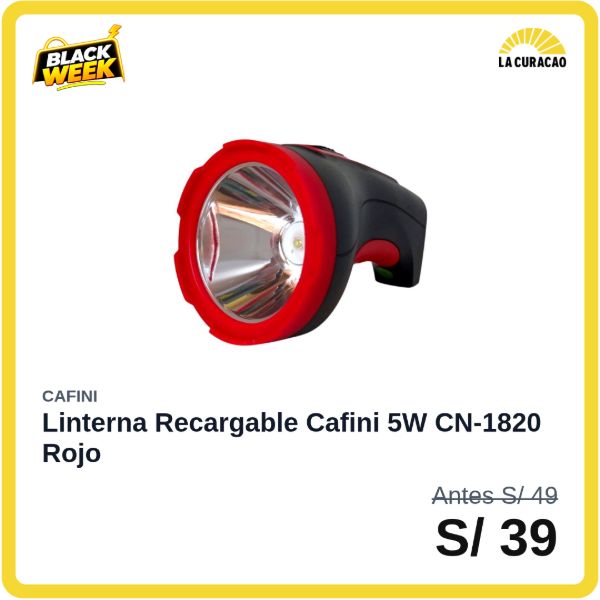 BLACK
WEEK
LA CURACAO
CAFINI
Linterna Recargable Cafini 5W CN-1820
Rojo
Antes S/ 49
S/ 39